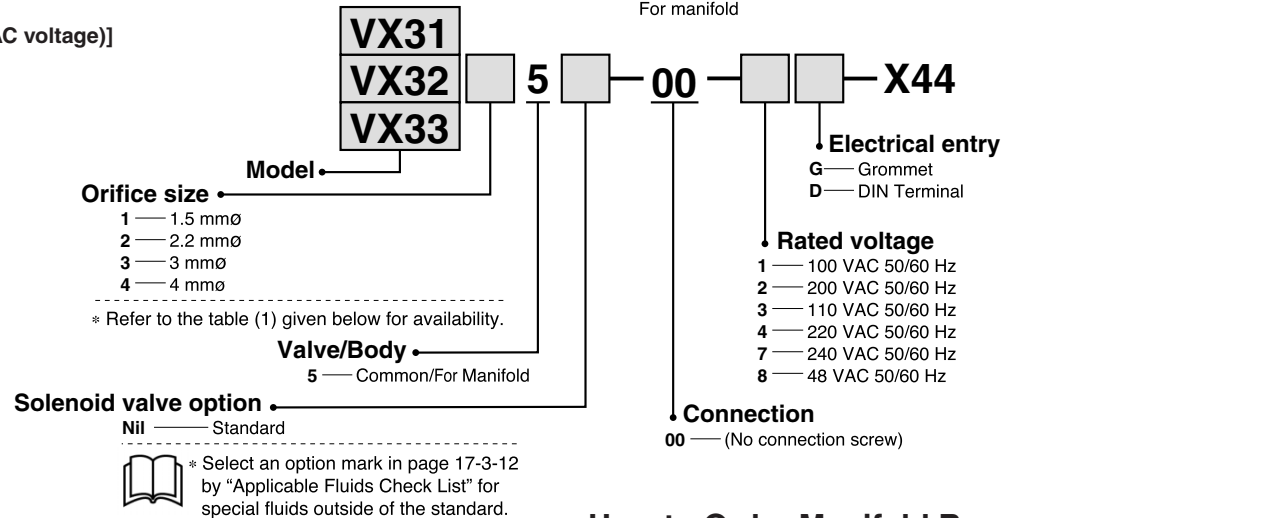 For manifold
AC voltage)]
VX31
VX32
VX33
5
00
X44
Electrical entry
G — Grommet
D — DIN Terminal
Model
Orifice size
1 — 1.5 mmø
2 — 2.2 mmø
3 — 3 mmø
4 — 4 mmø
* Refer to the table (1) given below for availability.
Rated voltage
1 — 100 VAC 50/60 Hz
2 — 200 VAC 50/60 Hz
3 — 110 VAC 50/60 Hz
4 — 220 VAC 50/60 Hz
7 — 240 VAC 50/60 Hz
8 — 48 VAC 50/60 Hz
Valve/Body
5 — Common/For Manifold
Solenoid valve option
Nil — Standard
* Select an option mark in page 17-3-12
by “Applicable Fluids Check List” for
special fluids outside of the standard.
Connection
00 — (No connection screw)